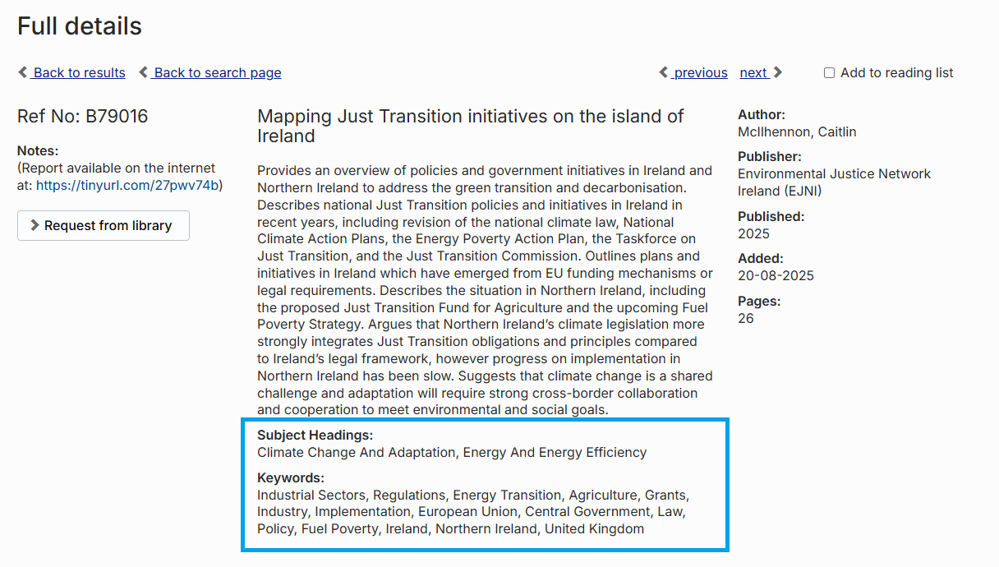 Full details
Back to results
Back to search page
previous
next
Add to reading list
Ref No: B79016
Notes:
(Report available on the internet
at: https://tinyurl.com/27pwv74b)
Request from library
Mapping Just Transition initiatives on the island of
Ireland
Provides an overview of policies and government initiatives in Ireland and
Northern Ireland to address the green transition and decarbonisation.
Describes national Just Transition policies and initiatives in Ireland in
recent years, including revision of the national climate law, National
Climate Action Plans, the Energy Poverty Action Plan, the Taskforce on
Just Transition, and the Just Transition Commission. Outlines plans and
initiatives in Ireland which have emerged from EU funding mechanisms or
legal requirements. Describes the situation in Northern Ireland, including
the proposed Just Transition Fund for Agriculture and the upcoming Fuel
Poverty Strategy. Argues that Northern Ireland’s climate legislation more
strongly integrates Just Transition obligations and principles compared
to Ireland’s legal framework, however progress on implementation in
Northern Ireland has been slow. Suggests that climate change is a shared
challenge and adaptation will require strong cross-border collaboration
and cooperation to meet environmental and social goals.
Subject Headings:
Climate Change And Adaptation, Energy And Energy Efficiency
Keywords:
Industrial Sectors, Regulations, Energy Transition, Agriculture, Grants,
Industry, Implementation, European Union, Central Government, Law,
Policy, Fuel Poverty, Ireland, Northern Ireland, United Kingdom
Author:
McIlhennon, Caitlin
Publisher:
Environmental Justice Network
Ireland (EJNI)
Published:
2025
Added:
20-08-2025
Pages:
26